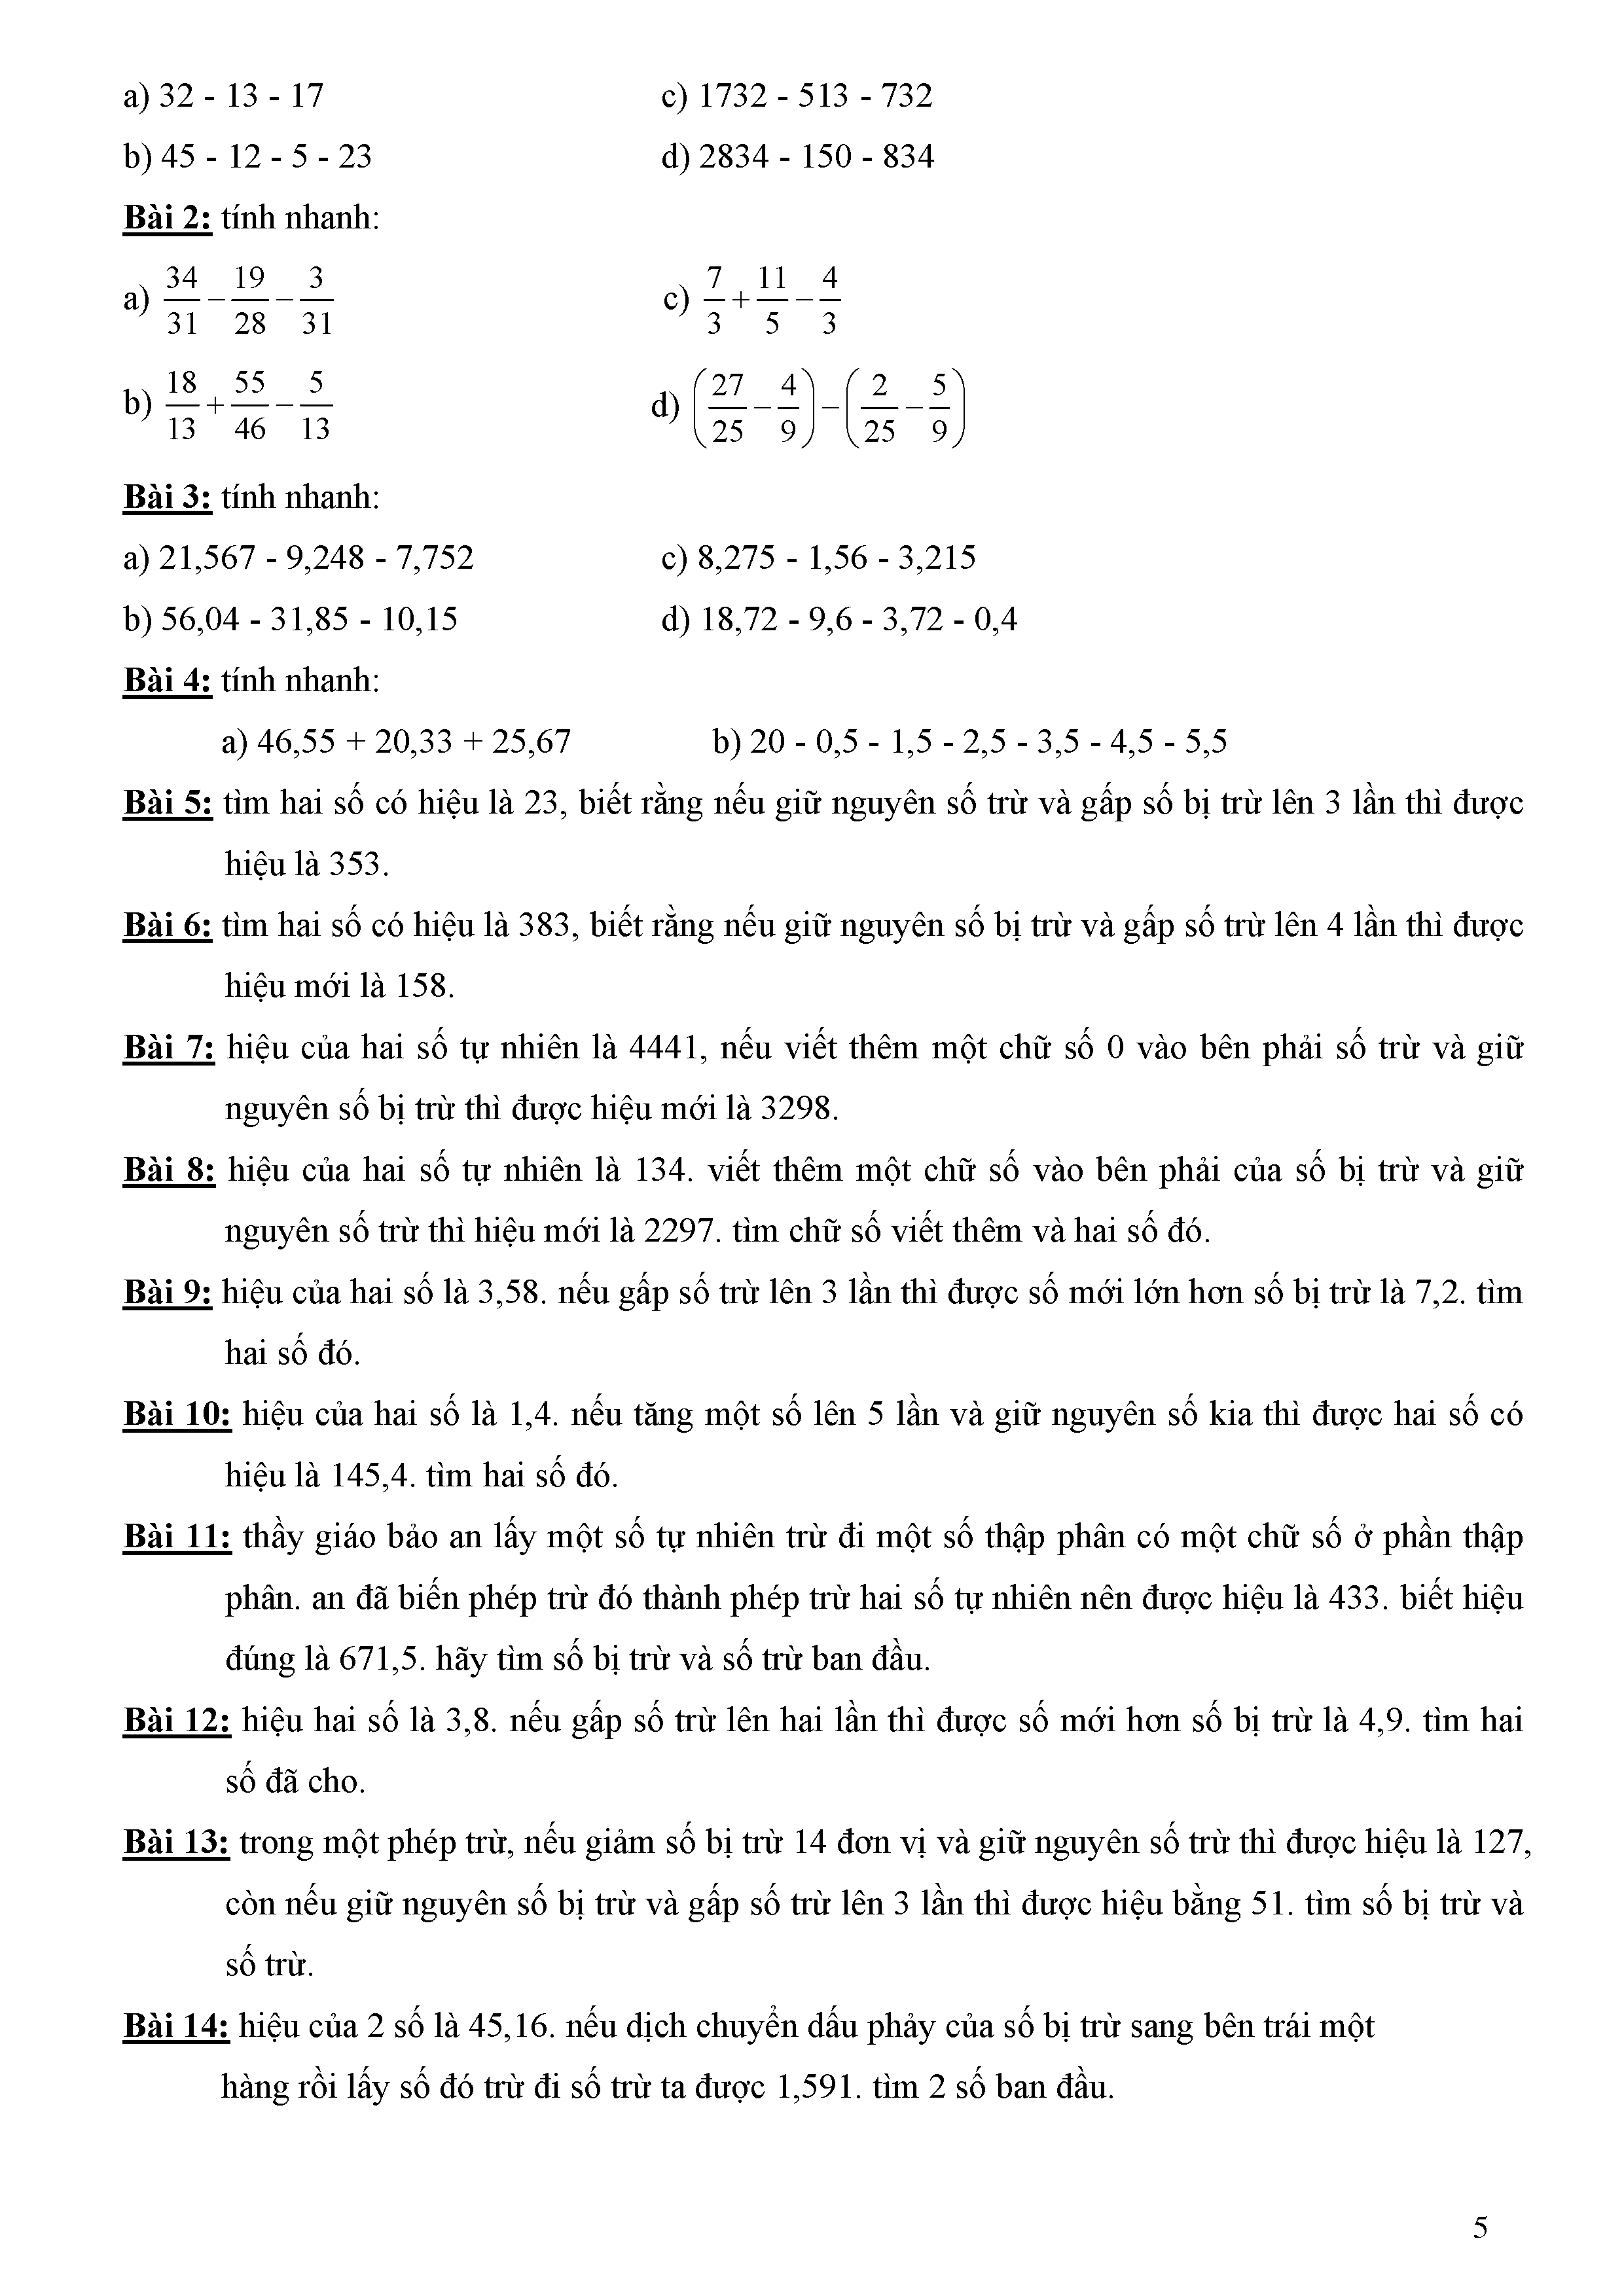 a) 32 - 13 - 17 c) 1732 - 513 - 732
b) 45 - 12 - 5 - 23 d) 2834 - 150 - 834
Bài 2: tính nhanh:
a) 34/31 − 19/28 − 3/31 c) 7/3 + 11/5 − 4/3
b) 18/13 + 55/46 − 5/13 d) (27/25 − 4/9) − (2/25 − 5/9)
Bài 3: tính nhanh:
a) 21,567 - 9,248 - 7,752 c) 8,275 - 1,56 - 3,215
b) 56,04 - 31,85 - 10,15 d) 18,72 - 9,6 - 3,72 - 0,4
Bài 4: tính nhanh:
a) 46,55 + 20,33 + 25,67 b) 20 - 0,5 - 1,5 - 2,5 - 3,5 - 4,5 - 5,5
Bài 5: tìm hai số có hiệu là 23, biết rằng nếu giữ nguyên số trừ và gấp số bị trừ lên 3 lần thì được
hiệu là 353.
Bài 6: tìm hai số có hiệu là 383, biết rằng nếu giữ nguyên số bị trừ và gấp số trừ lên 4 lần thì được
hiệu mới là 158.
Bài 7: hiệu của hai số tự nhiên là 4441, nếu viết thêm một chữ số 0 vào bên phải số trừ và giữ
nguyên số bị trừ thì được hiệu mới là 3298.
Bài 8: hiệu của hai số tự nhiên là 134. viết thêm một chữ số vào bên phải của số bị trừ và giữ
nguyên số trừ thì hiệu mới là 2297. tìm chữ số viết thêm và hai số đó.
Bài 9: hiệu của hai số là 3,58. nếu gấp số trừ lên 3 lần thì được số mới lớn hơn số bị trừ là 7,2. tìm
hai số đó.
Bài 10: hiệu của hai số là 1,4. nếu tăng một số lên 5 lần và giữ nguyên số kia thì được hai số có
hiệu là 145,4. tìm hai số đó.
Bài 11: thầy giáo bảo an lấy một số tự nhiên trừ đi một số thập phân có một chữ số ở phần thập
phân. an đã biến phép trừ đó thành phép trừ hai số tự nhiên nên được hiệu là 433. biết hiệu
đúng là 671,5. hãy tìm số bị trừ và số trừ ban đầu.
Bài 12: hiệu hai số là 3,8. nếu gấp số trừ lên hai lần thì được số mới hơn số bị trừ là 4,9. tìm hai
số đã cho.
Bài 13: trong một phép trừ, nếu giảm số bị trừ 14 đơn vị và giữ nguyên số trừ thì được hiệu là 127,
còn nếu giữ nguyên số bị trừ và gấp số trừ lên 3 lần thì được hiệu bằng 51. tìm số bị trừ và
số trừ.
Bài 14: hiệu của 2 số là 45,16. nếu dịch chuyển dấu phảy của số bị trừ sang bên trái một
hàng rồi lấy số đó trừ đi số trừ ta được 1,591. tìm 2 số ban đầu.
5